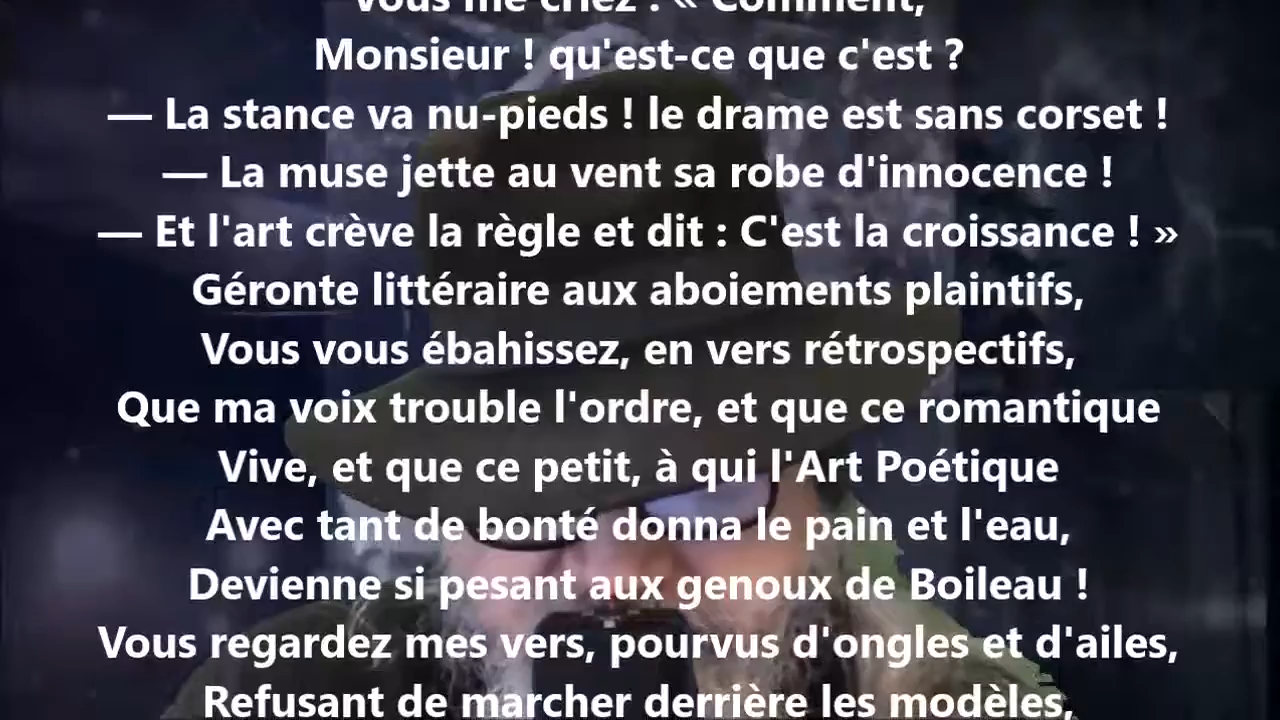 Vous me criez : « Comment,
Monsieur ! qu'est-ce que c'est ?
— La stance va nu-pieds ! le drame est sans corset !
— La muse jette au vent sa robe d'innocence !
— Et l'art crève la règle et dit : C'est la croissance ! »
Géronte littéraire aux aboiements plaintifs,
Vous vous ébahissez, en vers rétrospectifs,
Que ma voix trouble l'ordre, et que ce romantique
Vive, et que ce petit, à qui l'Art Poétique
Avec tant de bonté donna le pain et l'eau,
Devienne si pesant aux genoux de Boileau !
Vous regardez mes vers, pourvus d'ongles et d'ailes,
Refusant de marcher derrière les modèles,